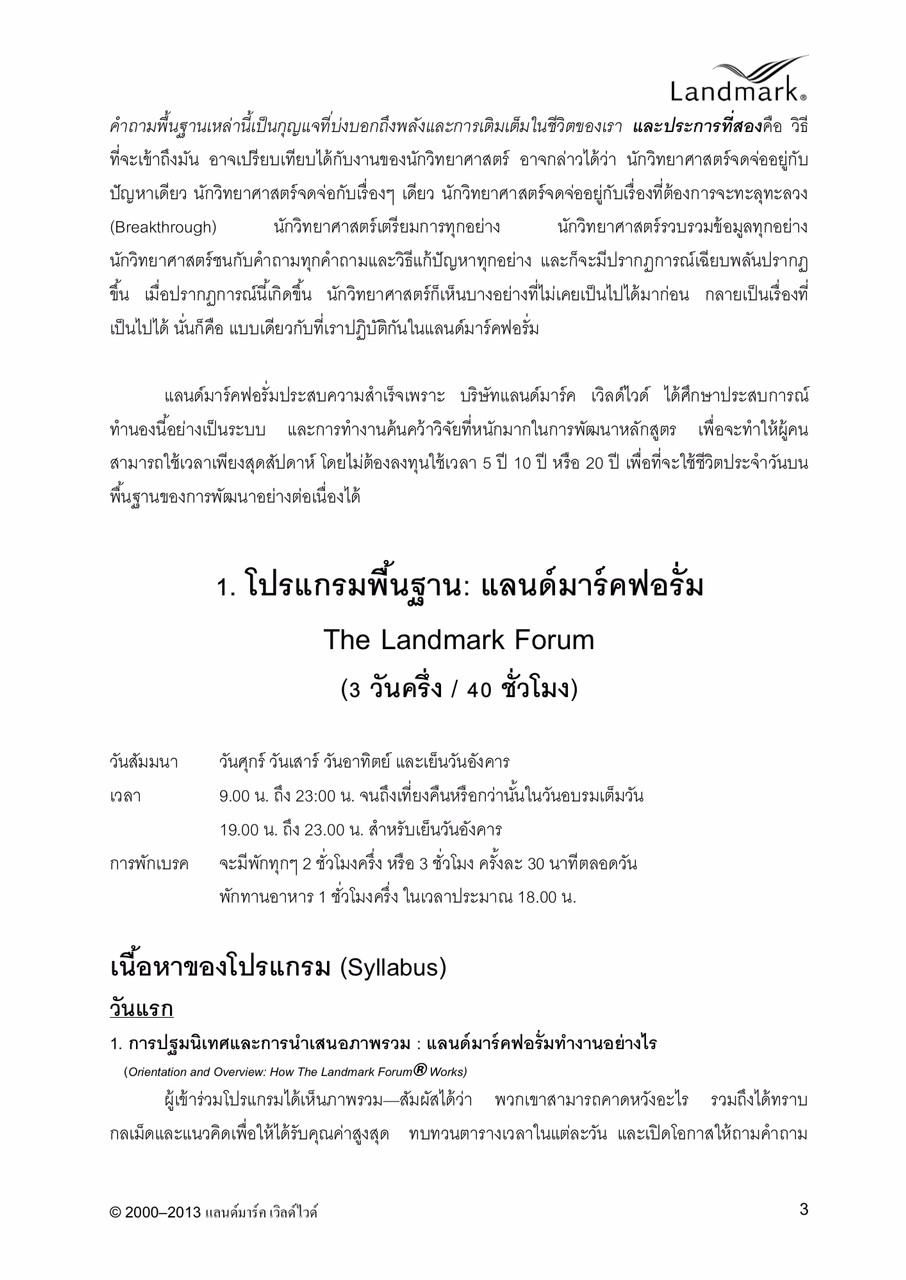 Landmark®
คำถามพื้นฐานเหล่านี้เป็นกุญแจที่บ่งบอกถึงพลังและการเติมเต็มในชีวิตของเรา และประการที่สองคือ วิธี
ที่จะเข้าถึงมัน อาจเปรียบเทียบได้กับงานของนักวิทยาศาสตร์ อาจกล่าวได้ว่า นักวิทยาศาสตร์จดจ่ออยู่กับ
ปัญหาเดียว นักวิทยาศาสตร์จดจ่อกับเรื่องๆ เดียว นักวิทยาศาสตร์จดจ่ออยู่กับเรื่องที่ต้องการจะทะลุทะลวง
(Breakthrough) นักวิทยาศาสตร์เตรียมการทุกอย่าง นักวิทยาศาสตร์รวบรวมข้อมูลทุกอย่าง
นักวิทยาศาสตร์ชนกับคำถามทุกคำถามและวิธีแก้ปัญหาทุกอย่าง และก็จะมีปรากฏการณ์เฉียบพลันปรากฏ
ขึ้น เมื่อปรากฏการณ์นี้เกิดขึ้น นักวิทยาศาสตร์ก็เห็นบางอย่างที่ไม่เคยเป็นไปได้มาก่อน กลายเป็นเรื่องที่
เป็นไปได้ นั่นก็คือ แบบเดียวกับที่เราปฏิบัติกันในแลนด์มาร์คฟอรั่ม
แลนด์มาร์คฟอรั่มประสบความสำเร็จเพราะ บริษัทแลนด์มาร์ค เวิลด์ไวด์ ได้ศึกษาประสบการณ์
ทำนองนี้อย่างเป็นระบบ และการทำงานค้นคว้าวิจัยที่หนักมากในการพัฒนาหลักสูตร เพื่อจะทำให้ผู้คน
สามารถใช้เวลาเพียงสุดสัปดาห์ โดยไม่ต้องลงทุนใช้เวลา 5 ปี 10 ปี หรือ 20 ปี เพื่อที่จะใช้ชีวิตประจำวันบน
พื้นฐานของการพัฒนาอย่างต่อเนื่องได้
1. โปรแกรมพื้นฐาน: แลนด์มาร์คฟอรั่ม
The Landmark Forum
(3 วันครึ่ง / 40 ชั่วโมง)
วันสัมมนา วันศุกร์ วันเสาร์ วันอาทิตย์ และเย็นวันอังคาร
เวลา 9.00 น. ถึง 23:00 น. จนถึงเที่ยงคืนหรือกว่านั้นในวันอบรมเต็มวัน
19.00 น. ถึง 23.00 น. สำหรับเย็นวันอังคาร
การพักเบรค จะมีพักทุกๆ 2 ชั่วโมงครึ่ง หรือ 3 ชั่วโมง ครั้งละ 30 นาทีตลอดวัน
พักทานอาหาร 1 ชั่วโมงครึ่ง ในเวลาประมาณ 18.00 น.
เนื้อหาของโปรแกรม (Syllabus)
วันแรก
1. การปฐมนิเทศและการนำเสนอภาพรวม : แลนด์มาร์คฟอรั่มทำงานอย่างไร
(Orientation and Overview: How The Landmark Forum® Works)
ผู้เข้าร่วมโปรแกรมได้เห็นภาพรวม—สัมผัสได้ว่า พวกเขาสามารถคาดหวังอะไร รวมถึงได้ทราบ
กลเม็ดและแนวคิดเพื่อให้ได้รับคุณค่าสูงสุด ทบทวนตารางเวลาในแต่ละวัน และเปิดโอกาสให้ถามคำถาม
© 2000–2013 แลนด์มาร์ค เวิลด์ไวด์ 3